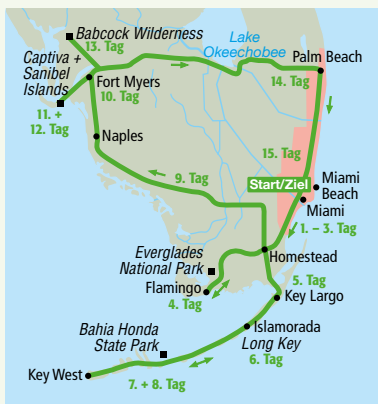 Babcock Wilderness
13. Tag
Lake
Okeechobee
Captiva +
Sanibel
Islands
Palm Beach
Fort Myers
10. Tag
14. Tag
11. +
12. Tag
Naples
15. Tag
9. Tag
Start/Ziel
Miami
Beach
Miami
1. – 3. Tag
Everglades
National Park
Homestead
Flamingo
4. Tag
5. Tag
Key Largo
Bahia Honda
State Park
Islamorada
Long Key
6. Tag
Key West
7. + 8. Tag